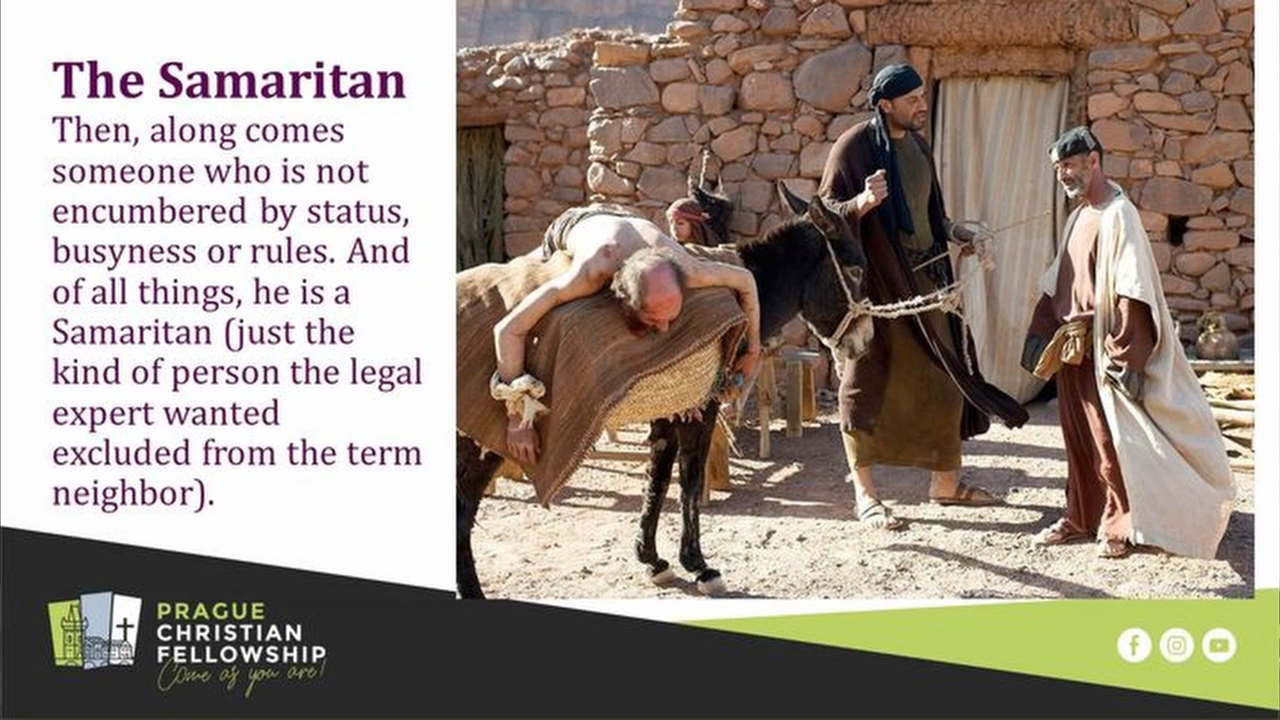 The Samaritan
Then, along comes
someone who is not
encumbered by status,
busyness or rules. And
of all things, he is a
Samaritan (just the
kind of person the legal
expert wanted
excluded from the term
neighbor).
PRAGUE
CHRISTIAN
FELLOWSHIP
Come as you are!